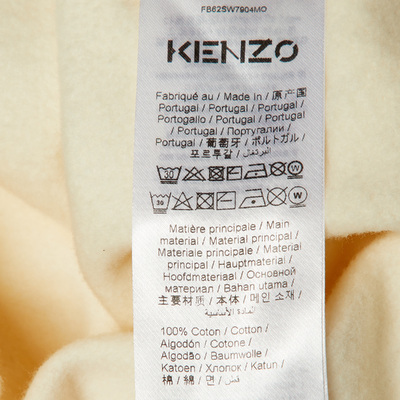 FB62SW7904MO
KENZO
Fabriqué au / Made in / 原产国
Portugal / Portugal / Portugal /
Portogallo / Portugal / Portugal
/ Portugal / Португалии /
Portugal / 葡萄牙 / ポルトガル /
포르투갈 / البرتغال
30 W
30 W
Matière principale / Main
material / Material principal /
Materiale principale / Material
principal / Hauptmaterial /
Hoofdmateriaal / Основной
материал / Bahan utama /
主要材质 / 本体 / 메인 소재 /
المادة الأساسية
100% Coton / Cotton /
Algodón / Cotone /
Algodão / Baumwolle /
Katoen / Хлопок / Katun /
棉 / 綿 / 면 / قطن